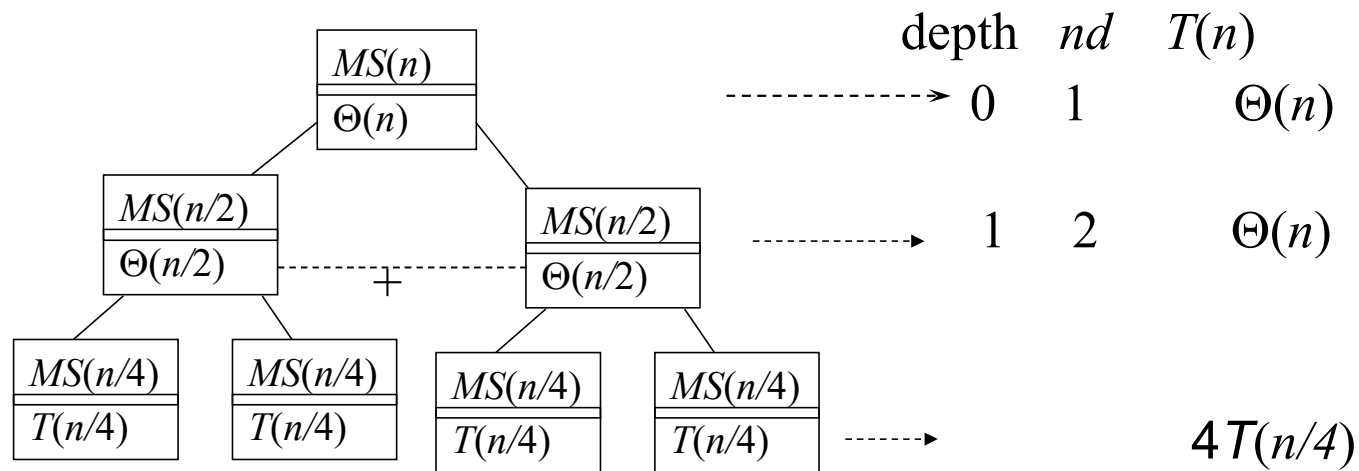 depth nd T(n)
MS(n)
Θ(n)
0 1 Θ(n)
MS(n/2)
Θ(n/2)
MS(n/2)
Θ(n/2)
1 2 Θ(n)
+
MS(n/4)
T(n/4)
MS(n/4)
T(n/4)
MS(n/4)
T(n/4)
MS(n/4)
T(n/4)
4T(n/4)